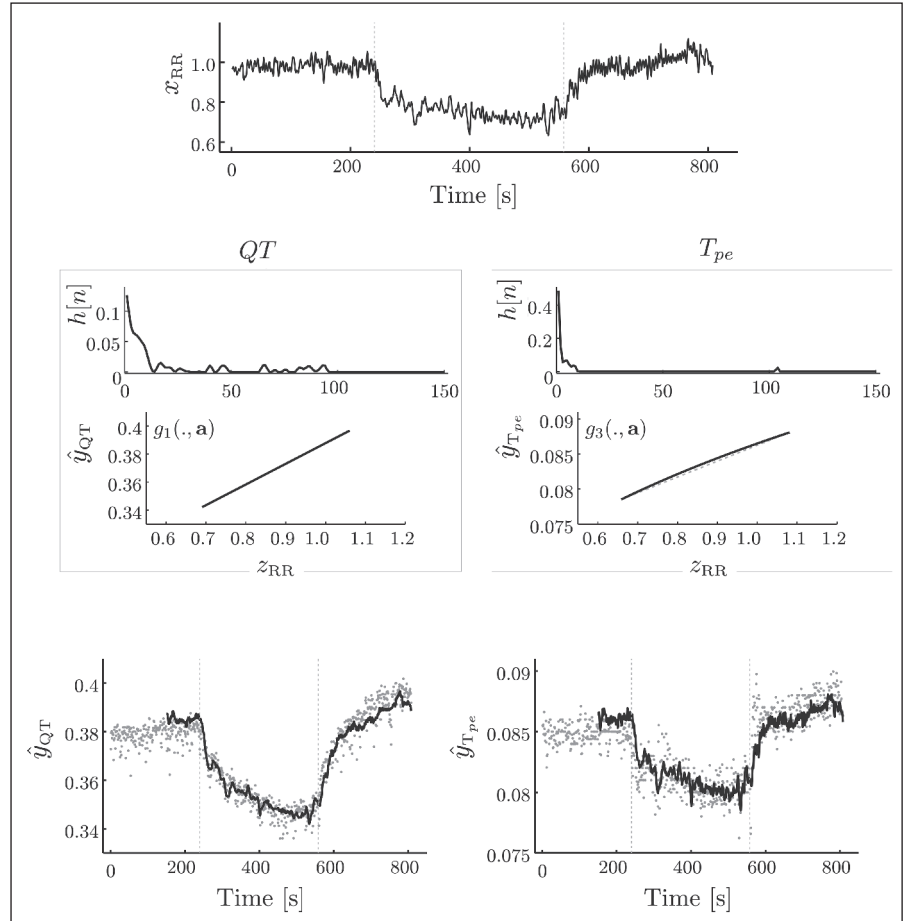 1.0
0.8
0.6
x_RR
0 200 400 600 800
Time [s]
QT
T_pe
0.1
0.05
0
h[n]
0 50 100 150
0.4
0.2
0
h[n]
0 50 100 150
0.4
0.38
0.36
0.34
ŷ_QT
g₁(., a)
0.6 0.7 0.8 0.9 1.0 1.1 1.2
z_RR
0.09
0.085
0.08
0.075
ŷ_T_pe
g₃(., a)
0.6 0.7 0.8 0.9 1.0 1.1 1.2
z_RR
0.4
0.38
0.36
0.34
ŷ_QT
0 200 400 600 800
Time [s]
0.09
0.085
0.08
0.075
ŷ_T_pe
0 200 400 600 800
Time [s]